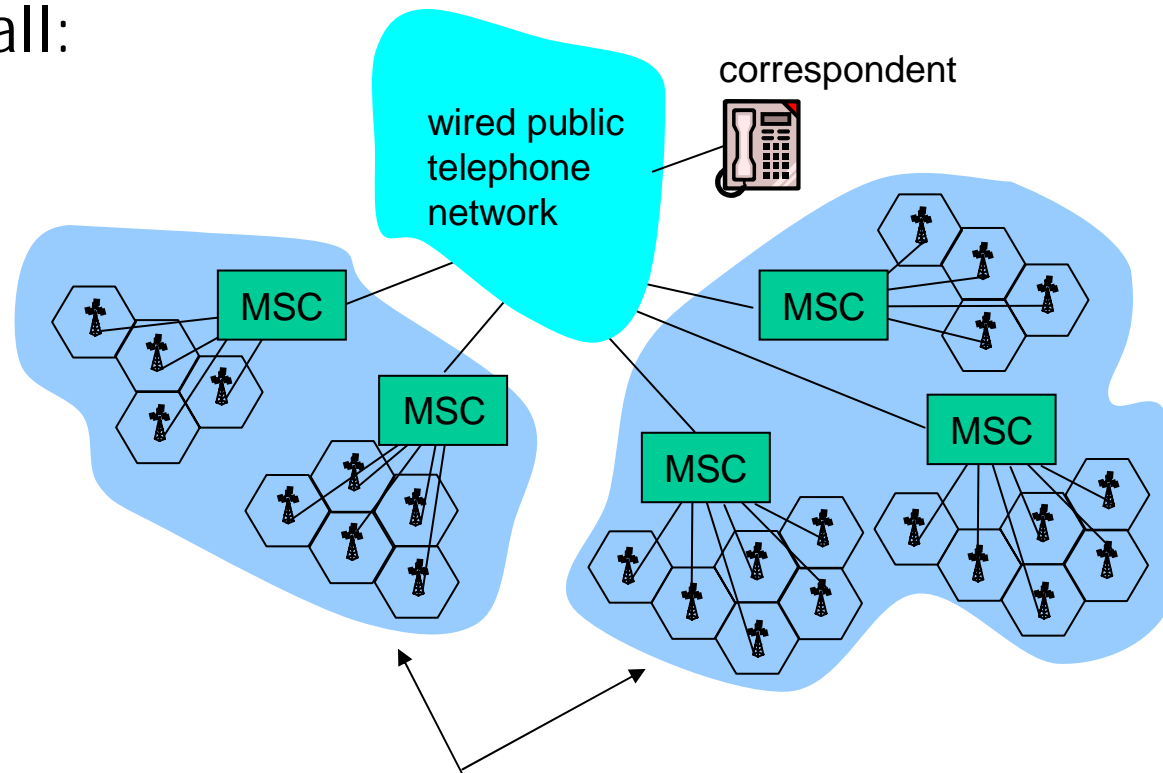 all:
correspondent
wired public
telephone
network
MSC
MSC
MSC
MSC
MSC